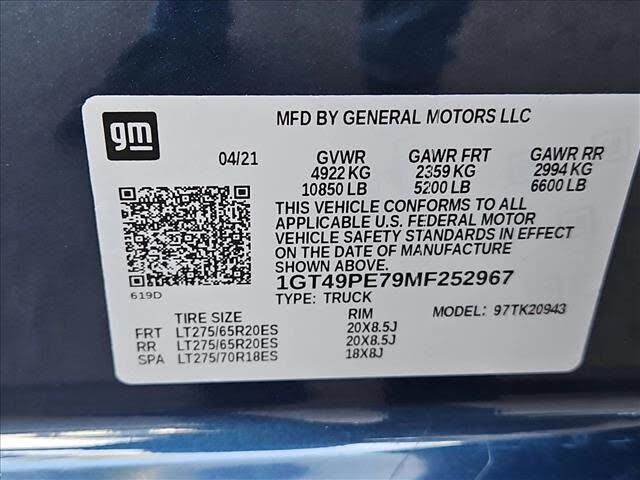 gm
MFD BY GENERAL MOTORS LLC
04/21 GVWR GAWR FRT GAWR RR
4922 KG 2359 KG 2994 KG
10850 LB 5200 LB 6600 LB
THIS VEHICLE CONFORMS TO ALL
APPLICABLE U.S. FEDERAL MOTOR
VEHICLE SAFETY STANDARDS IN EFFECT
ON THE DATE OF MANUFACTURE
SHOWN ABOVE.
1GT49PE79MF252967
619D
TYPE: TRUCK MODEL: 97TK20943
TIRE SIZE RIM
FRT LT275/65R20ES 20X8.5J
RR LT275/65R20ES 20X8.5J
SPA LT275/70R18ES 18X8J